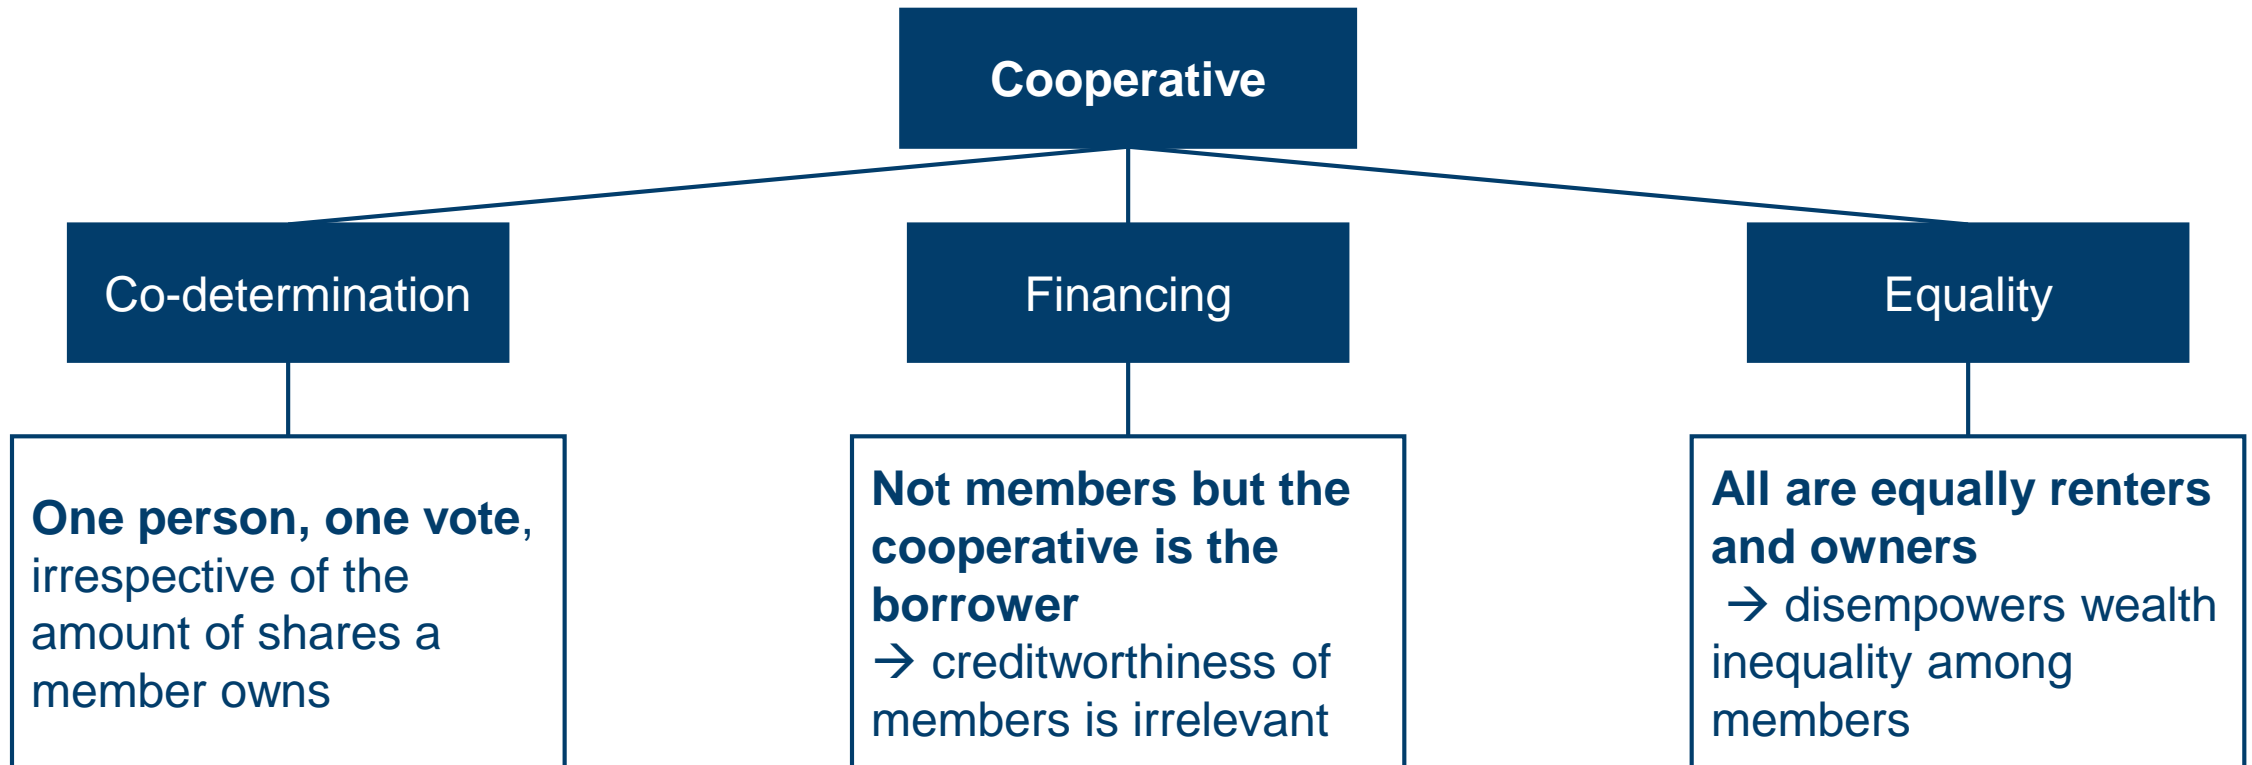 Cooperative
Co-determination
Financing
Equality
One person, one vote,
irrespective of the
amount of shares a
member owns
Not members but the
cooperative is the
borrower
→ creditworthiness of
members is irrelevant
All are equally renters
and owners
→ disempowers wealth
inequality among
members